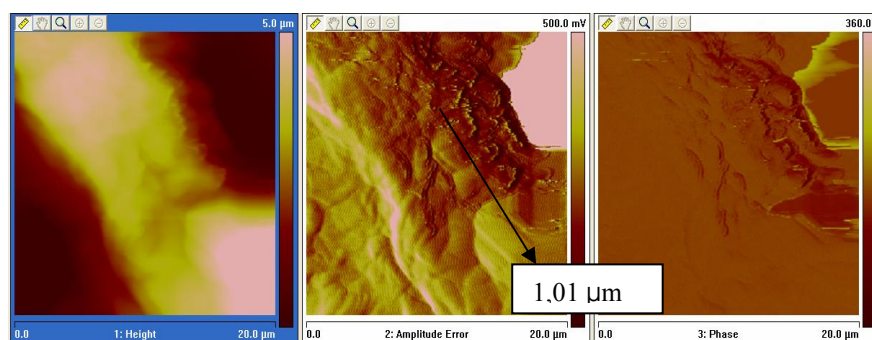 5.0 µm
500.0 mV
360.0
1,01 µm
0.0 1: Height 20.0 µm
0.0 2: Amplitude Error 20.0 µm
0.0 3: Phase 20.0 µm